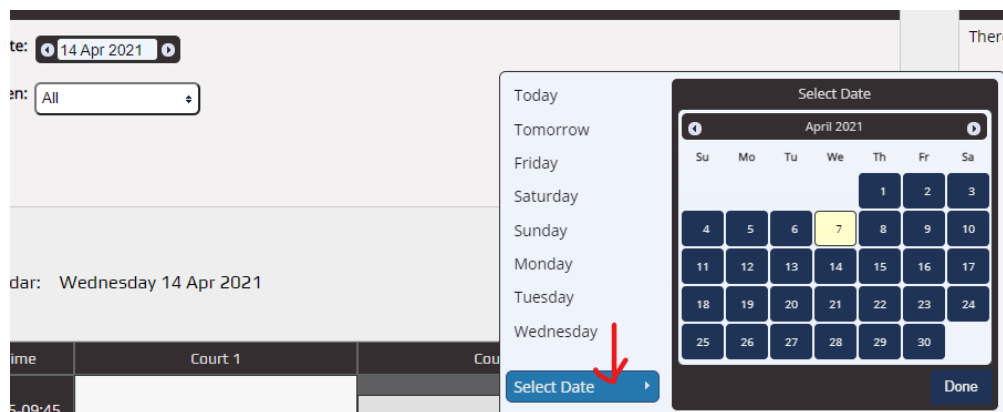 te: 14 Apr 2021
en: All
Ther
Today
Tomorrow
Friday
Saturday
Sunday
Monday
Tuesday
Wednesday
Select Date
Select Date
April 2021
Su Mo Tu We Th Fr Sa
1 2 3
4 5 6 7 8 9 10
11 12 13 14 15 16 17
18 19 20 21 22 23 24
25 26 27 28 29 30
Done
dar: Wednesday 14 Apr 2021
ime Court 1 Cou
5-09:45